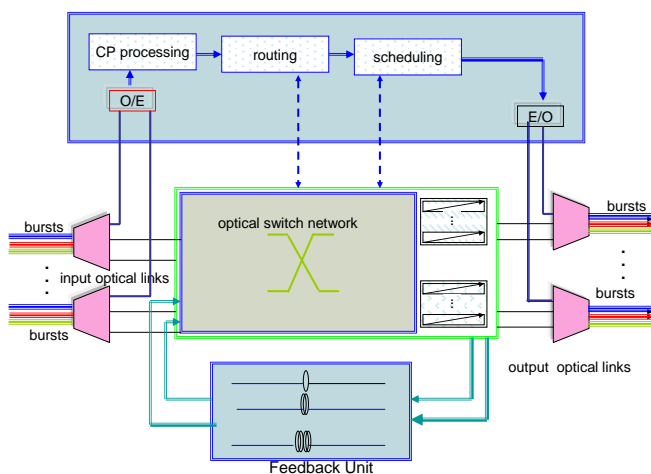 CP processing
routing
scheduling
O/E
E/O
bursts
bursts
optical switch network
input optical links
bursts
bursts
output optical links
Feedback Unit